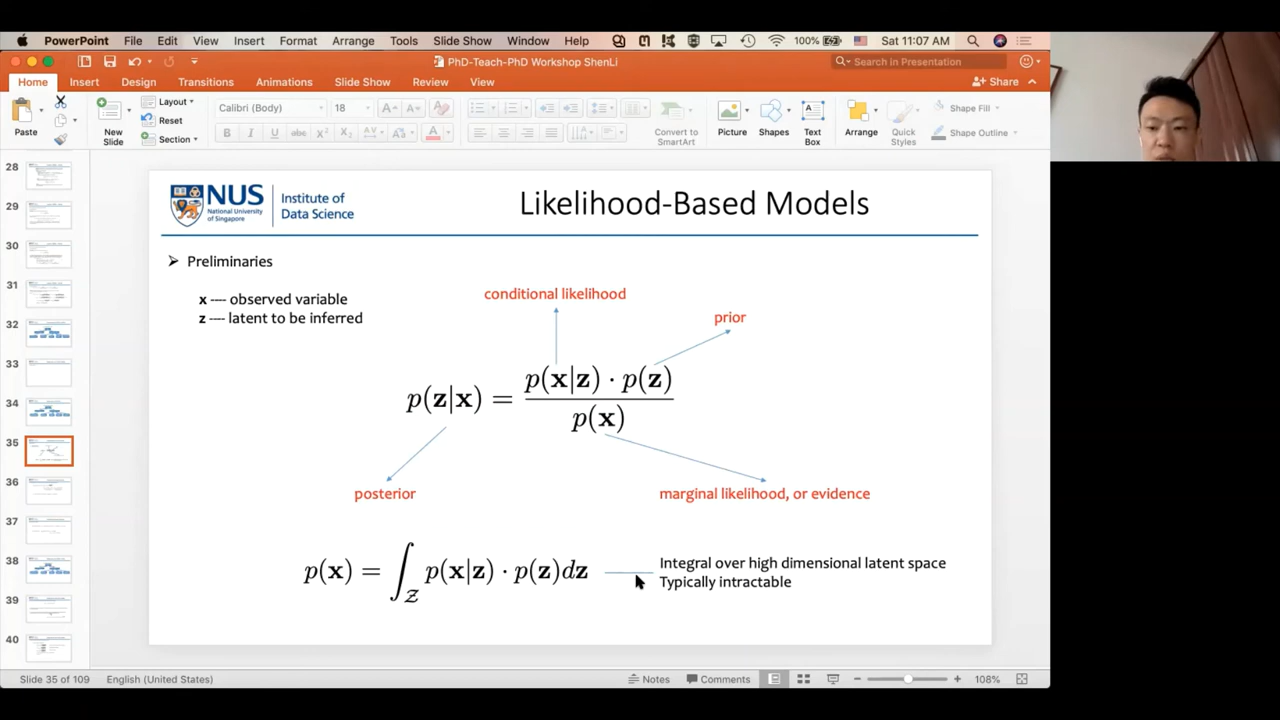 PowerPoint File Edit View Insert Format Arrange Tools Slide Show Window Help 100% Sat 11:07 AM
PhD-Teach-PhD Workshop ShenLi
Search in Presentation
Home Insert Design Transitions Animations Slide Show Review View Share
Paste
New Slide
Layout
Reset
Section
Calibri (Body) 18
B I U abc X² X₂ AV Aa A
Convert to SmartArt
Picture
Shapes
Text Box
Arrange
Quick Styles
Shape Fill
Shape Outline
28
29
30
31
32
33
34
35
36
37
38
39
40
NUS
National University of Singapore
Institute of
Data Science
Likelihood-Based Models
➢ Preliminaries
x ---- observed variable
z ---- latent to be inferred
conditional likelihood
prior
p(z|x) = p(x|z) · p(z) / p(x)
posterior
marginal likelihood, or evidence
p(x) = ∫_Z p(x|z) · p(z)dz
Integral over high dimensional latent space
Typically intractable
Slide 35 of 109 English (United States) Notes Comments 108%